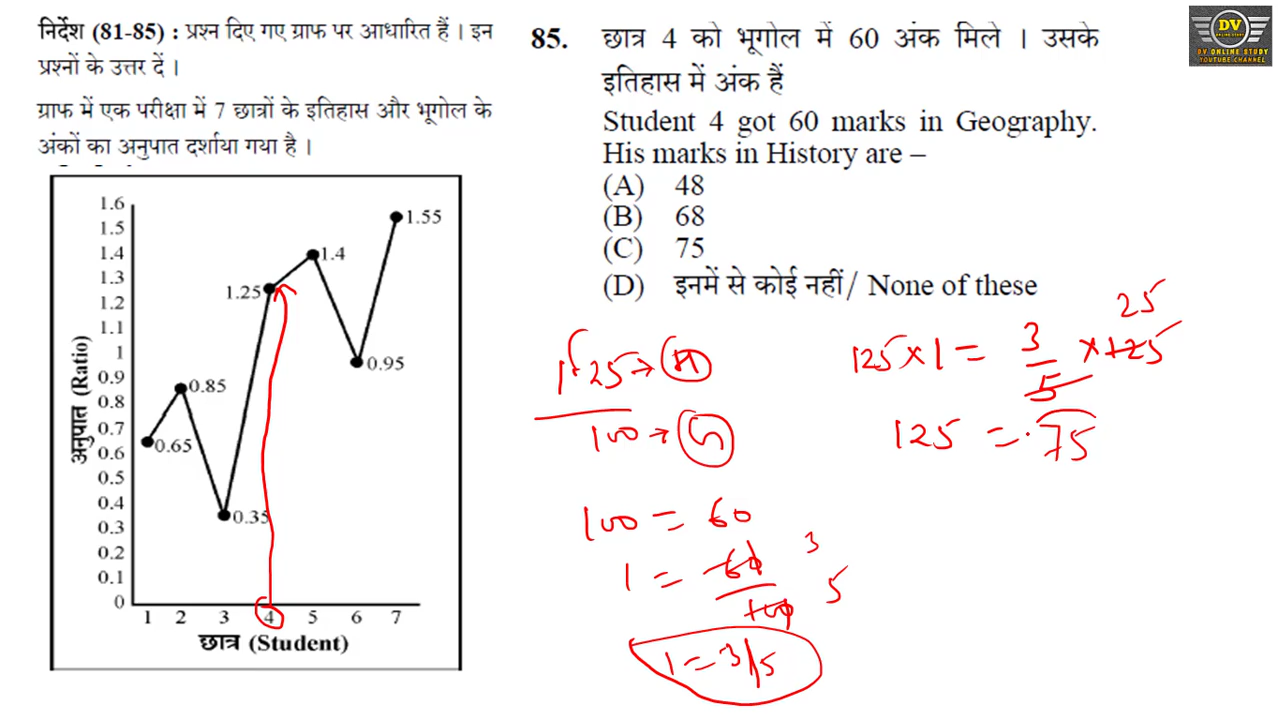 निर्देश (81-85) : प्रश्न दिए गए ग्राफ पर आधारित हैं । इन
प्रश्नों के उत्तर दें ।
ग्राफ में एक परीक्षा में 7 छात्रों के इतिहास और भूगोल के
अंकों का अनुपात दर्शाया गया है ।
1.6
1.5
1.4
1.3
1.2
1.1
1
0.9
0.8
0.7
0.6
0.5
0.4
0.3
0.2
0.1
0
अनुपात (Ratio)
0.65
0.85
0.35
1.25
1.4
0.95
1.55
1 2 3 4 5 6 7
छात्र (Student)
85. छात्र 4 को भूगोल में 60 अंक मिले । उसके
इतिहास में अंक हैं
Student 4 got 60 marks in Geography.
His marks in History are –
(A) 48
(B) 68
(C) 75
(D) इनमें से कोई नहीं/ None of these
1.25 → H
100 → G
100 = 60
1 = 60/100 3 5
1 = 3/5
25
125 × 1 = 3/5 × 125
125 = 75
DV
DV ONLINE STUDY
YOUTUBE CHANNEL